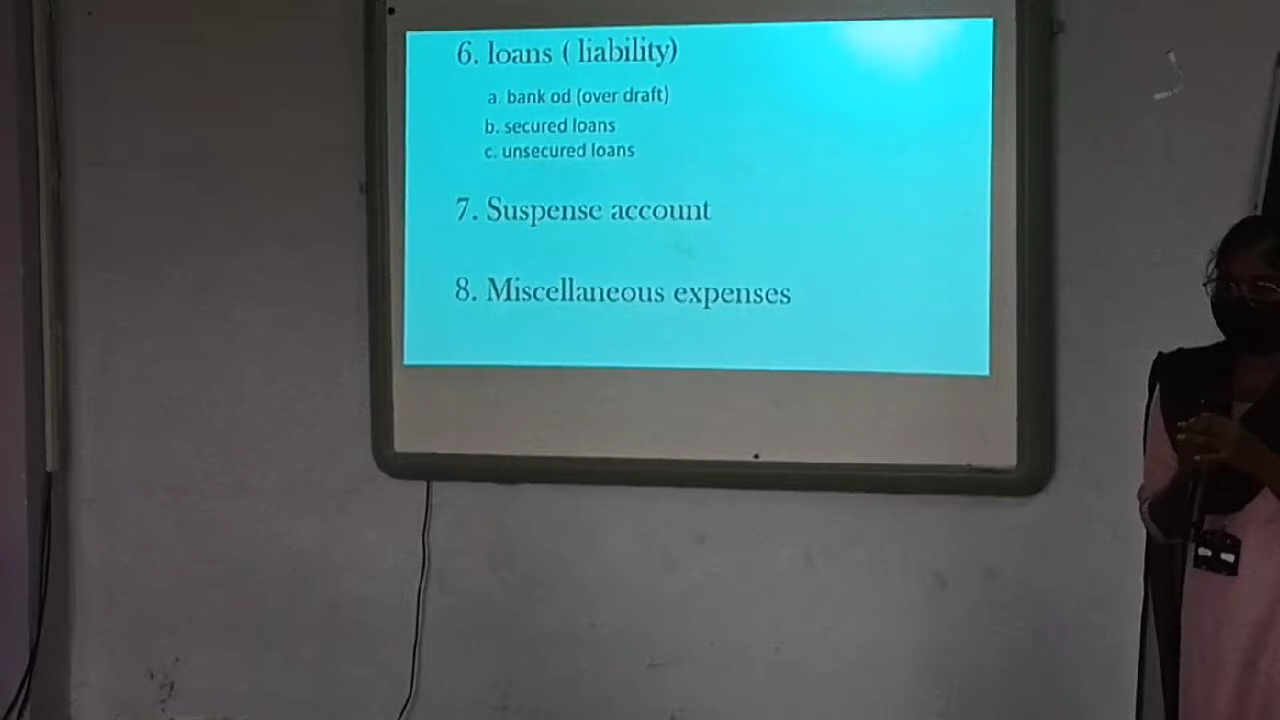 6. loans ( liability)
a. bank od (over draft)
b. secured loans
c. unsecured loans
7. Suspense account
8. Miscellaneous expenses